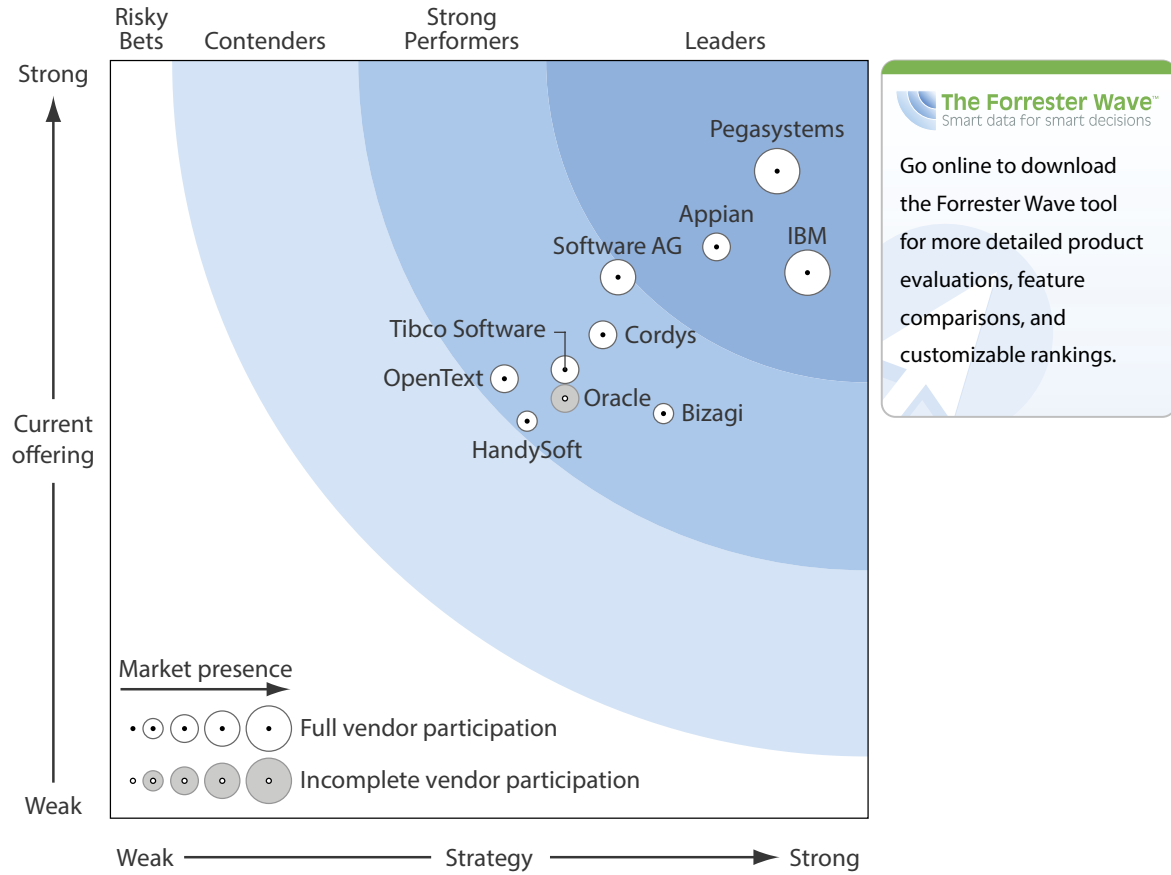 Risky
Bets
Contenders
Strong
Performers
Leaders
Strong
Current
offering
Weak
Pegasystems
Appian
IBM
Software AG
Tibco Software
Cordys
OpenText
Oracle
Bizagi
HandySoft
Market presence
Full vendor participation
Incomplete vendor participation
Weak
Strategy
Strong
The Forrester Wave™
Smart data for smart decisions
Go online to download
the Forrester Wave tool
for more detailed product
evaluations, feature
comparisons, and
customizable rankings.